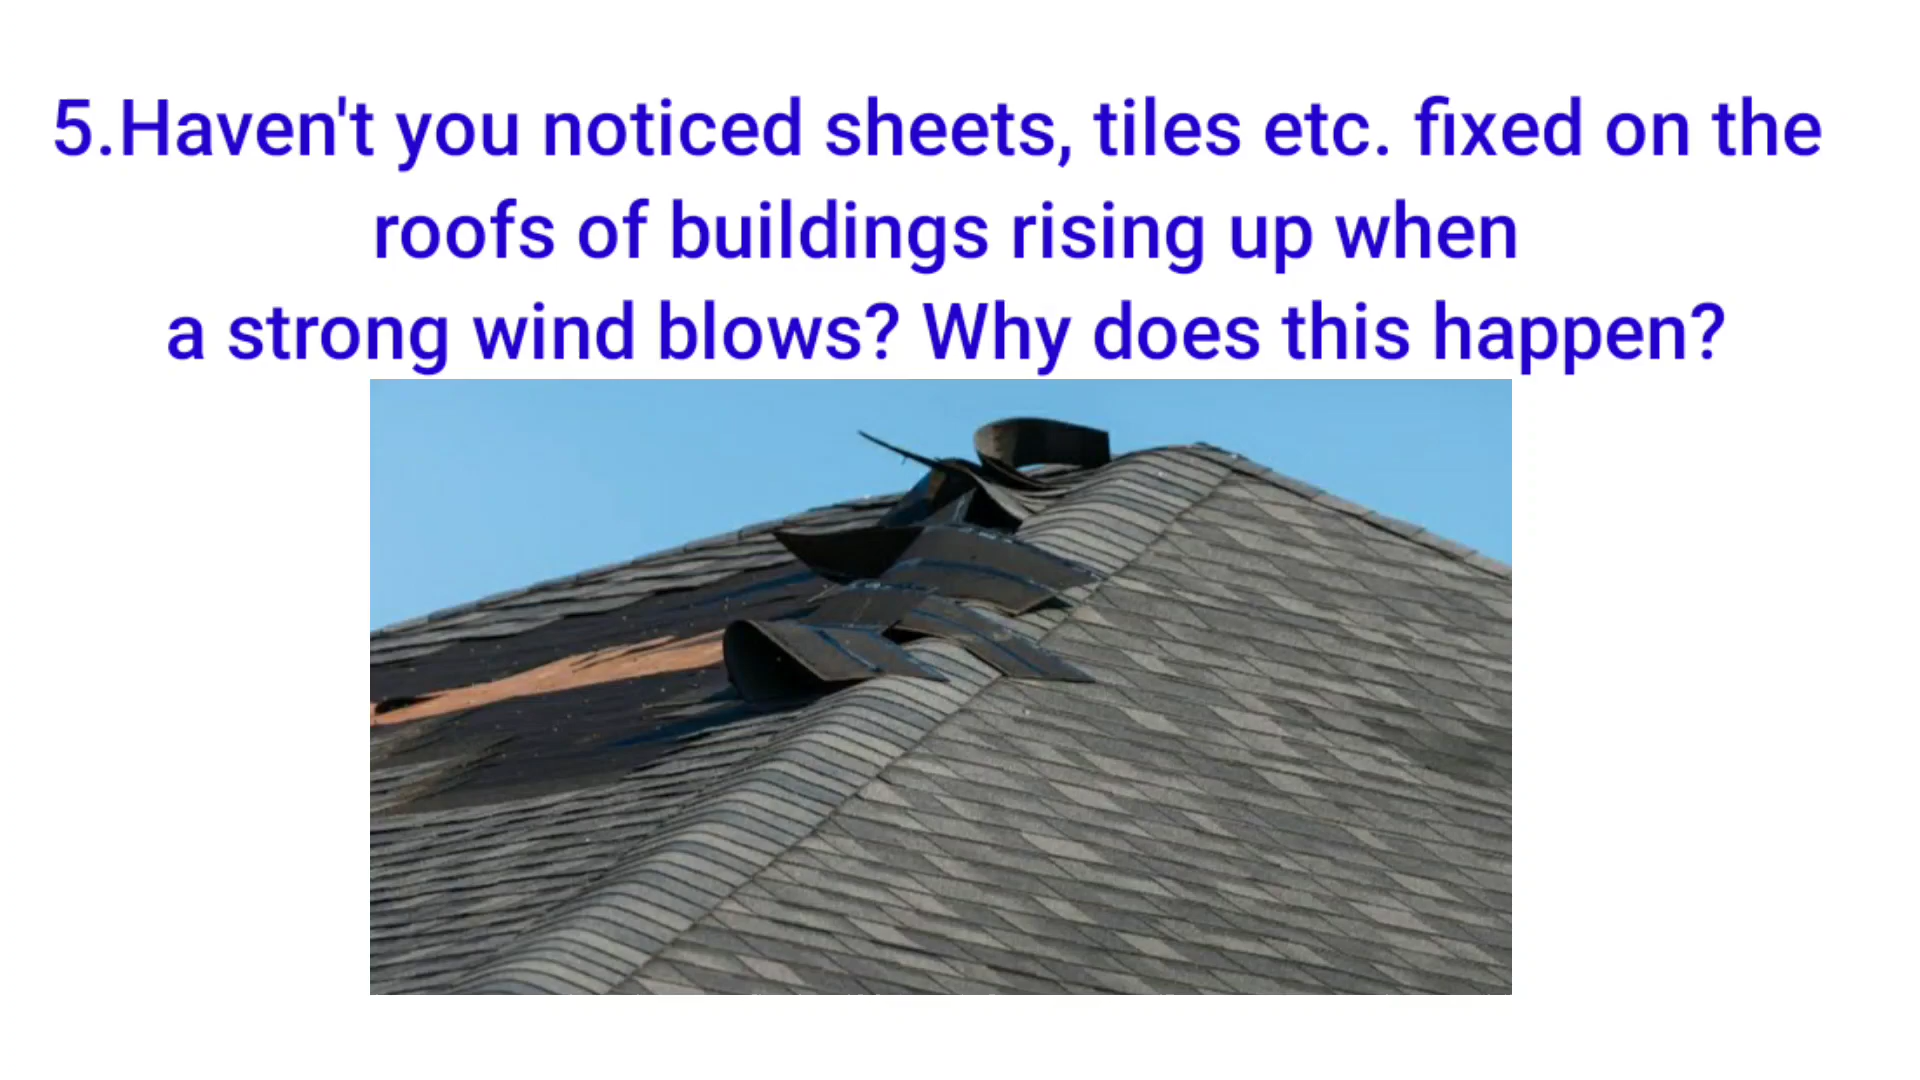 5.Haven't you noticed sheets, tiles etc. fixed on the
roofs of buildings rising up when
a strong wind blows? Why does this happen?